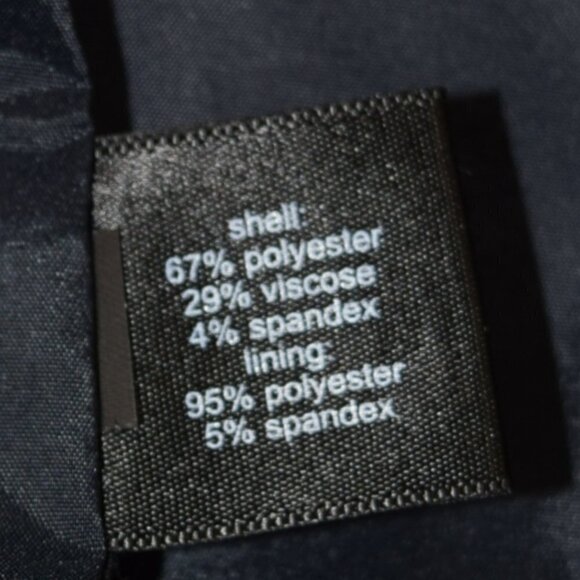 shell:
67% polyester
29% viscose
4% spandex
lining:
95% polyester
5% spandex